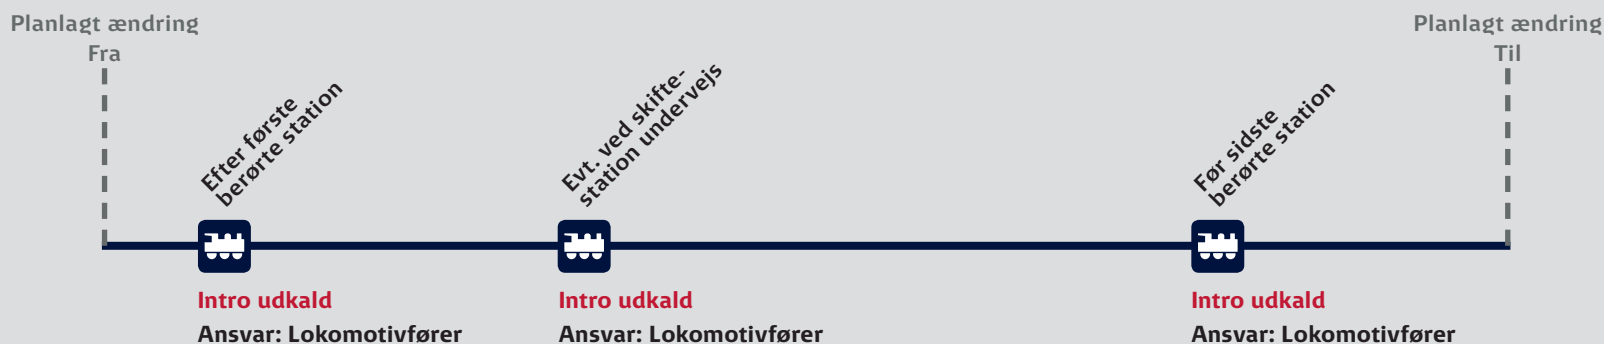 Planlagt ændring
Fra
Planlagt ændring
Til
Efter første
berørte station
Evt. ved skifte-
station undervejs
Før sidste
berørte station
Intro udkald
Ansvar: Lokomotivfører
Intro udkald
Ansvar: Lokomotivfører
Intro udkald
Ansvar: Lokomotivfører